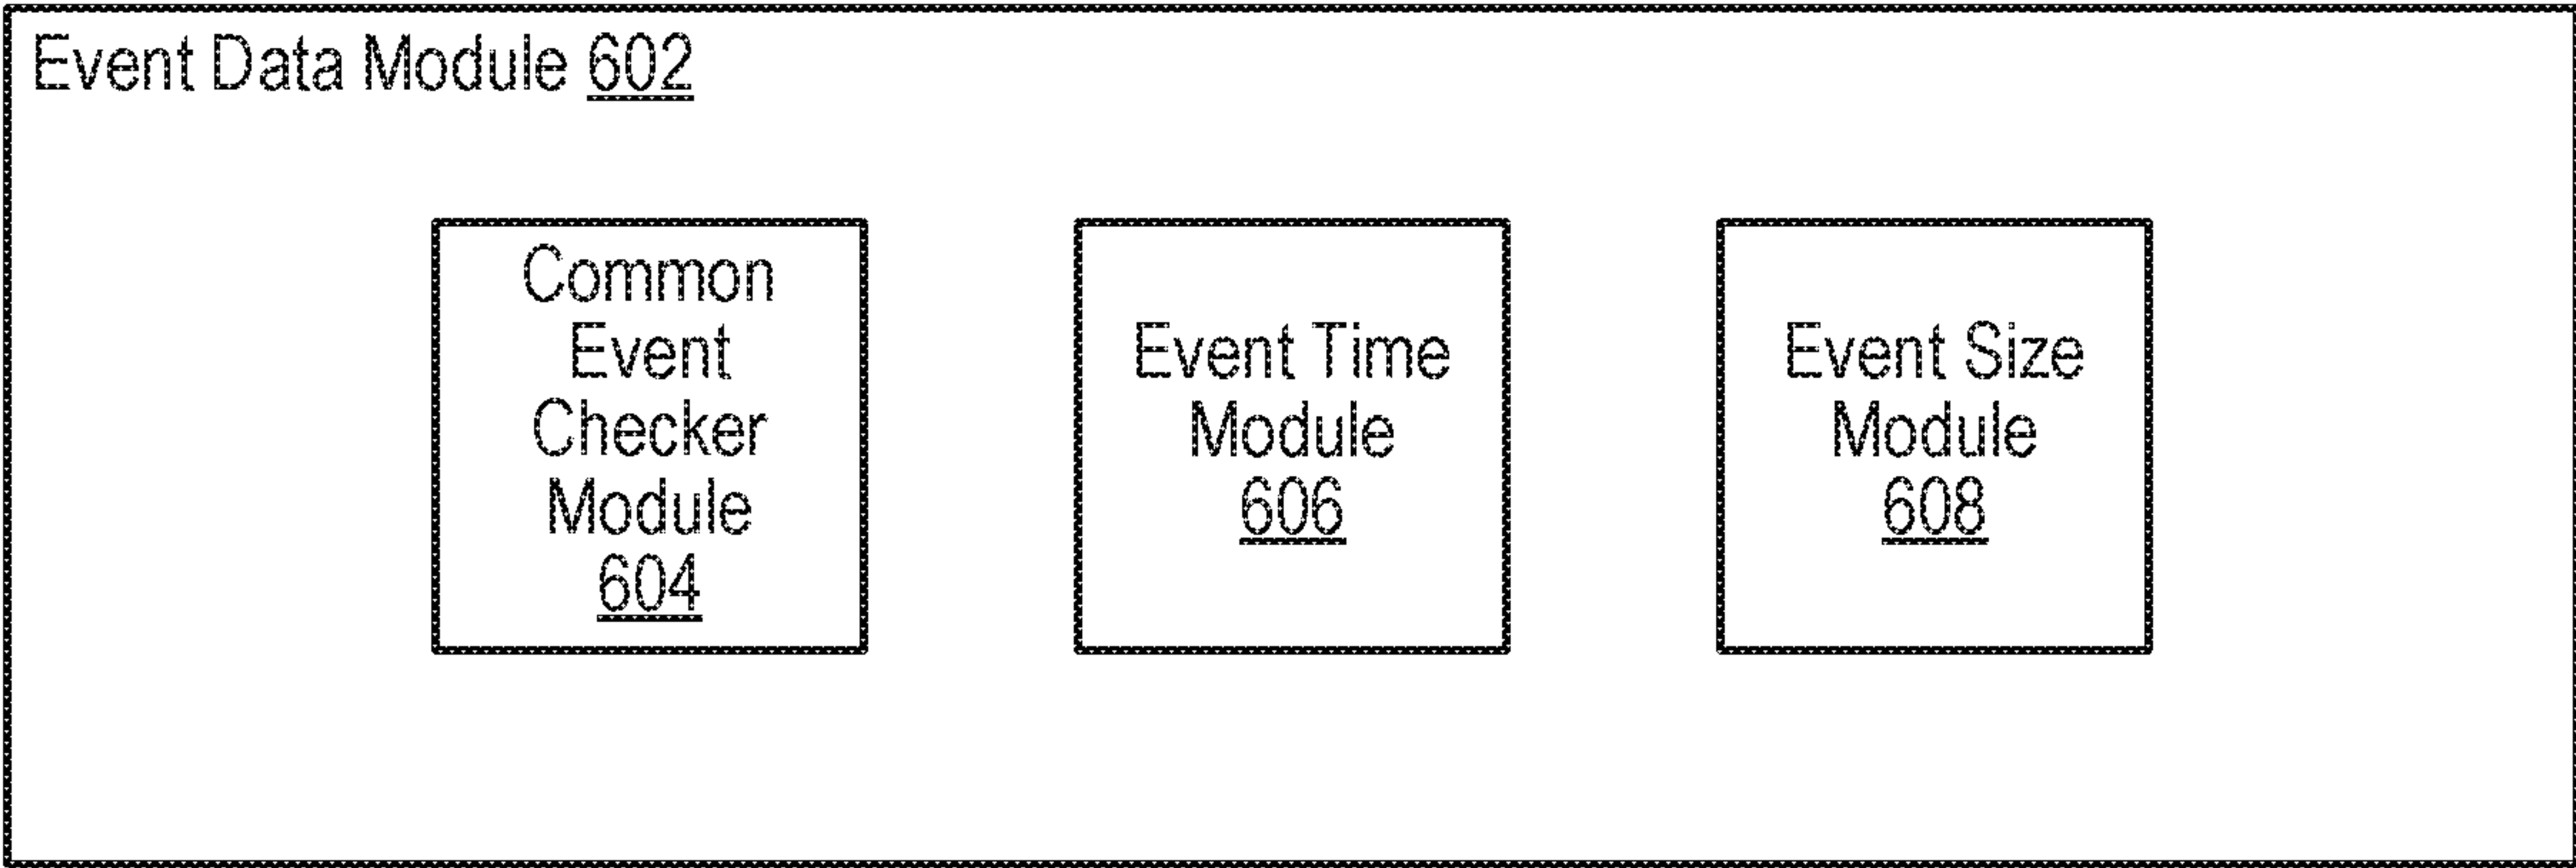 Event Data Module 602
Common
Event
Checker
Module
604
Event Time
Module
606
Event Size
Module
608